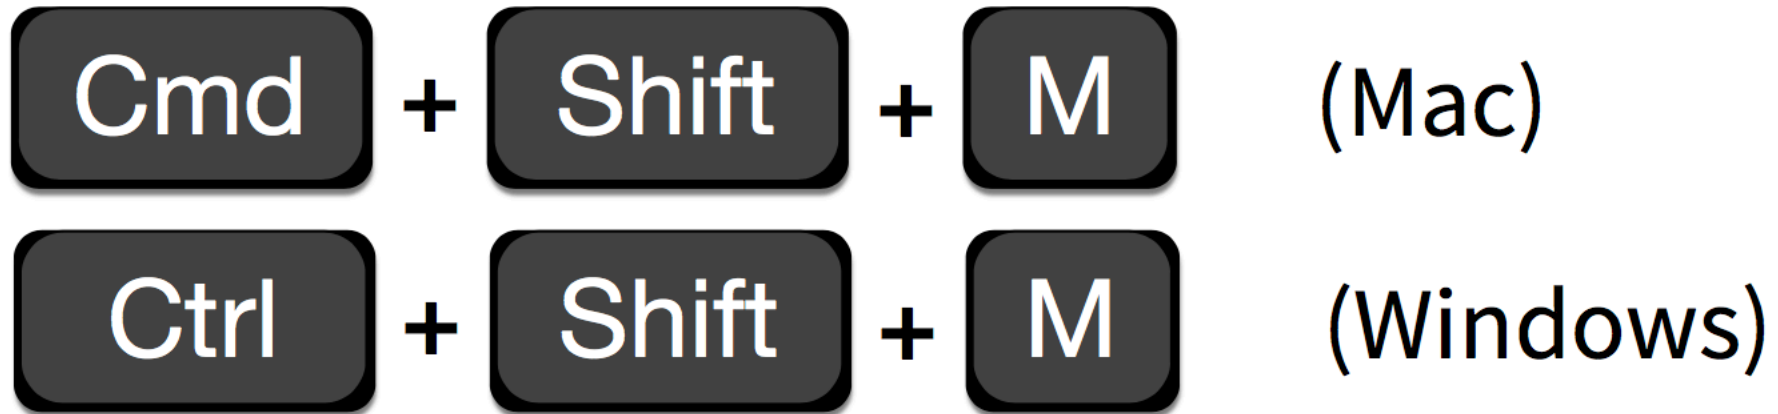 Cmd + Shift + M (Mac)
Ctrl + Shift + M (Windows)